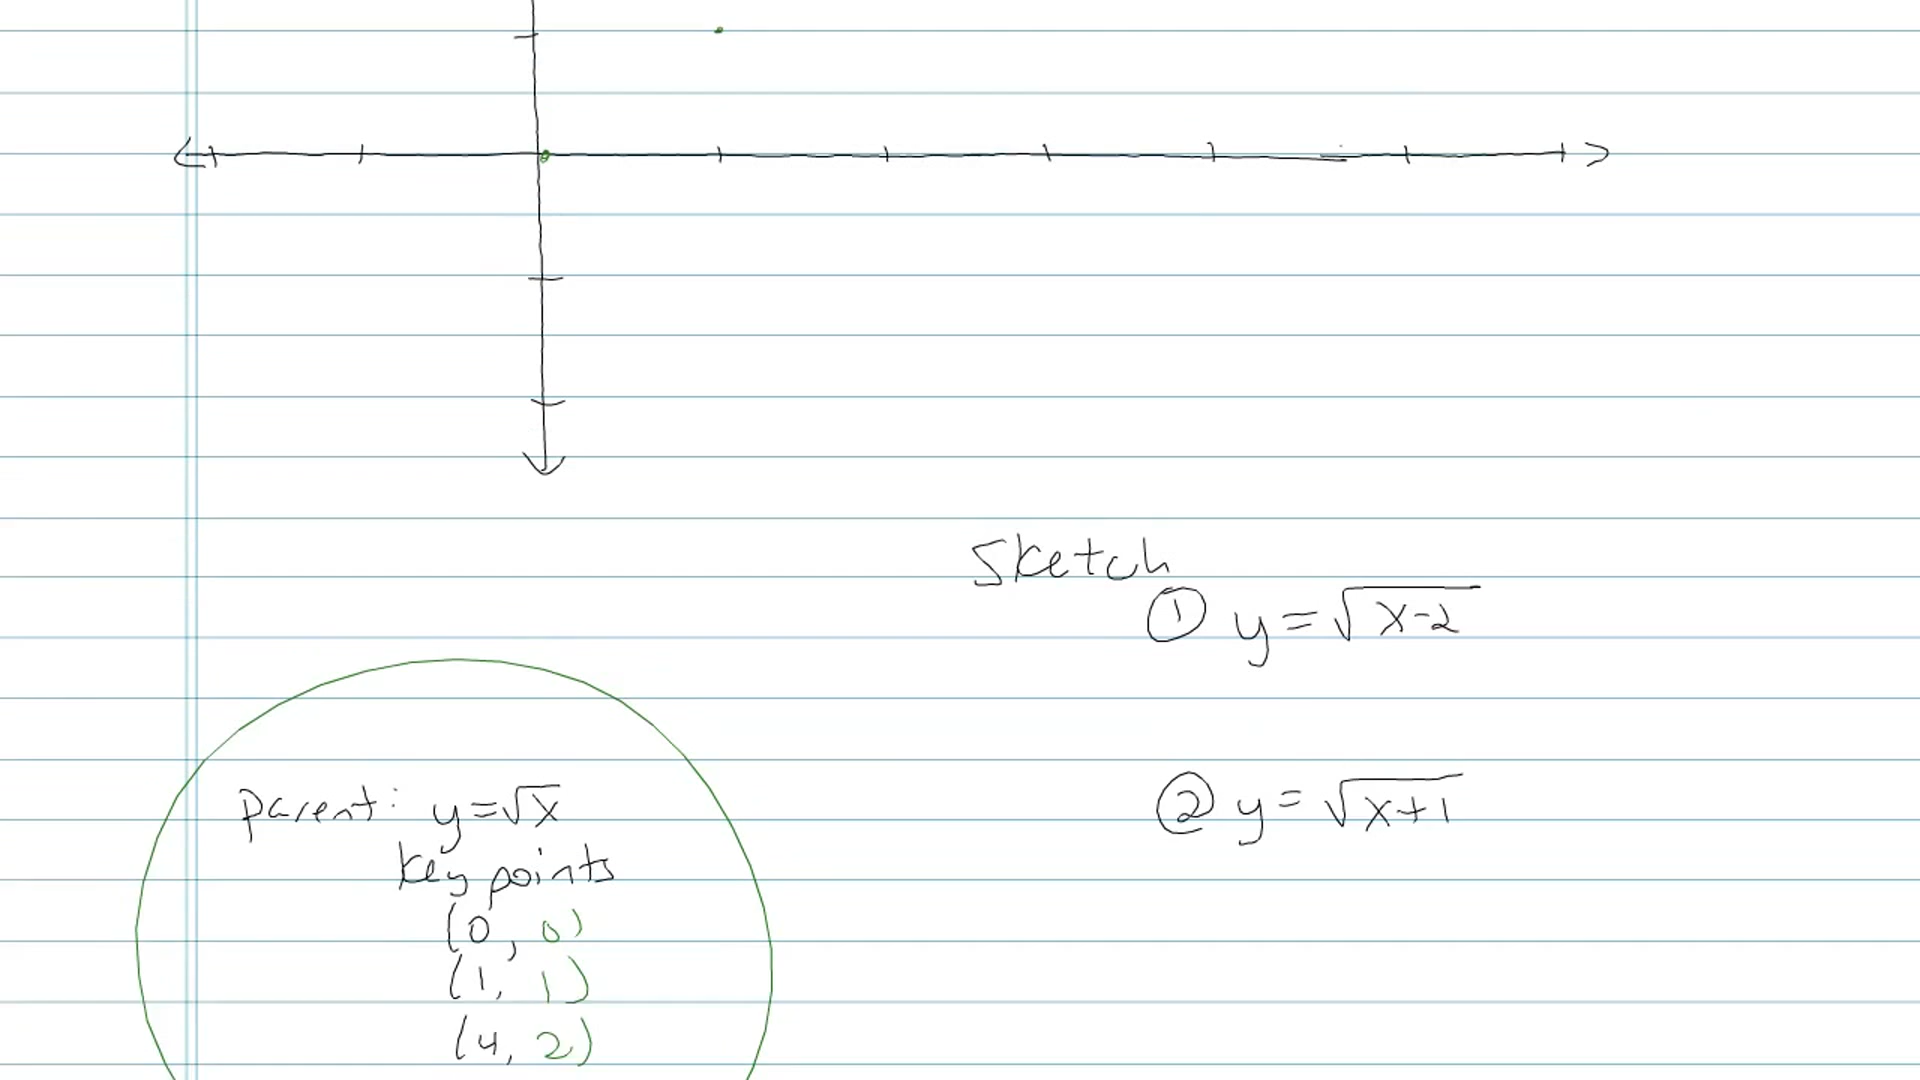 Sketch
① y = √x-2
parent: y=√x
② y = √x+1
key points
(0, 0)
(1, 1)
(4, 2)